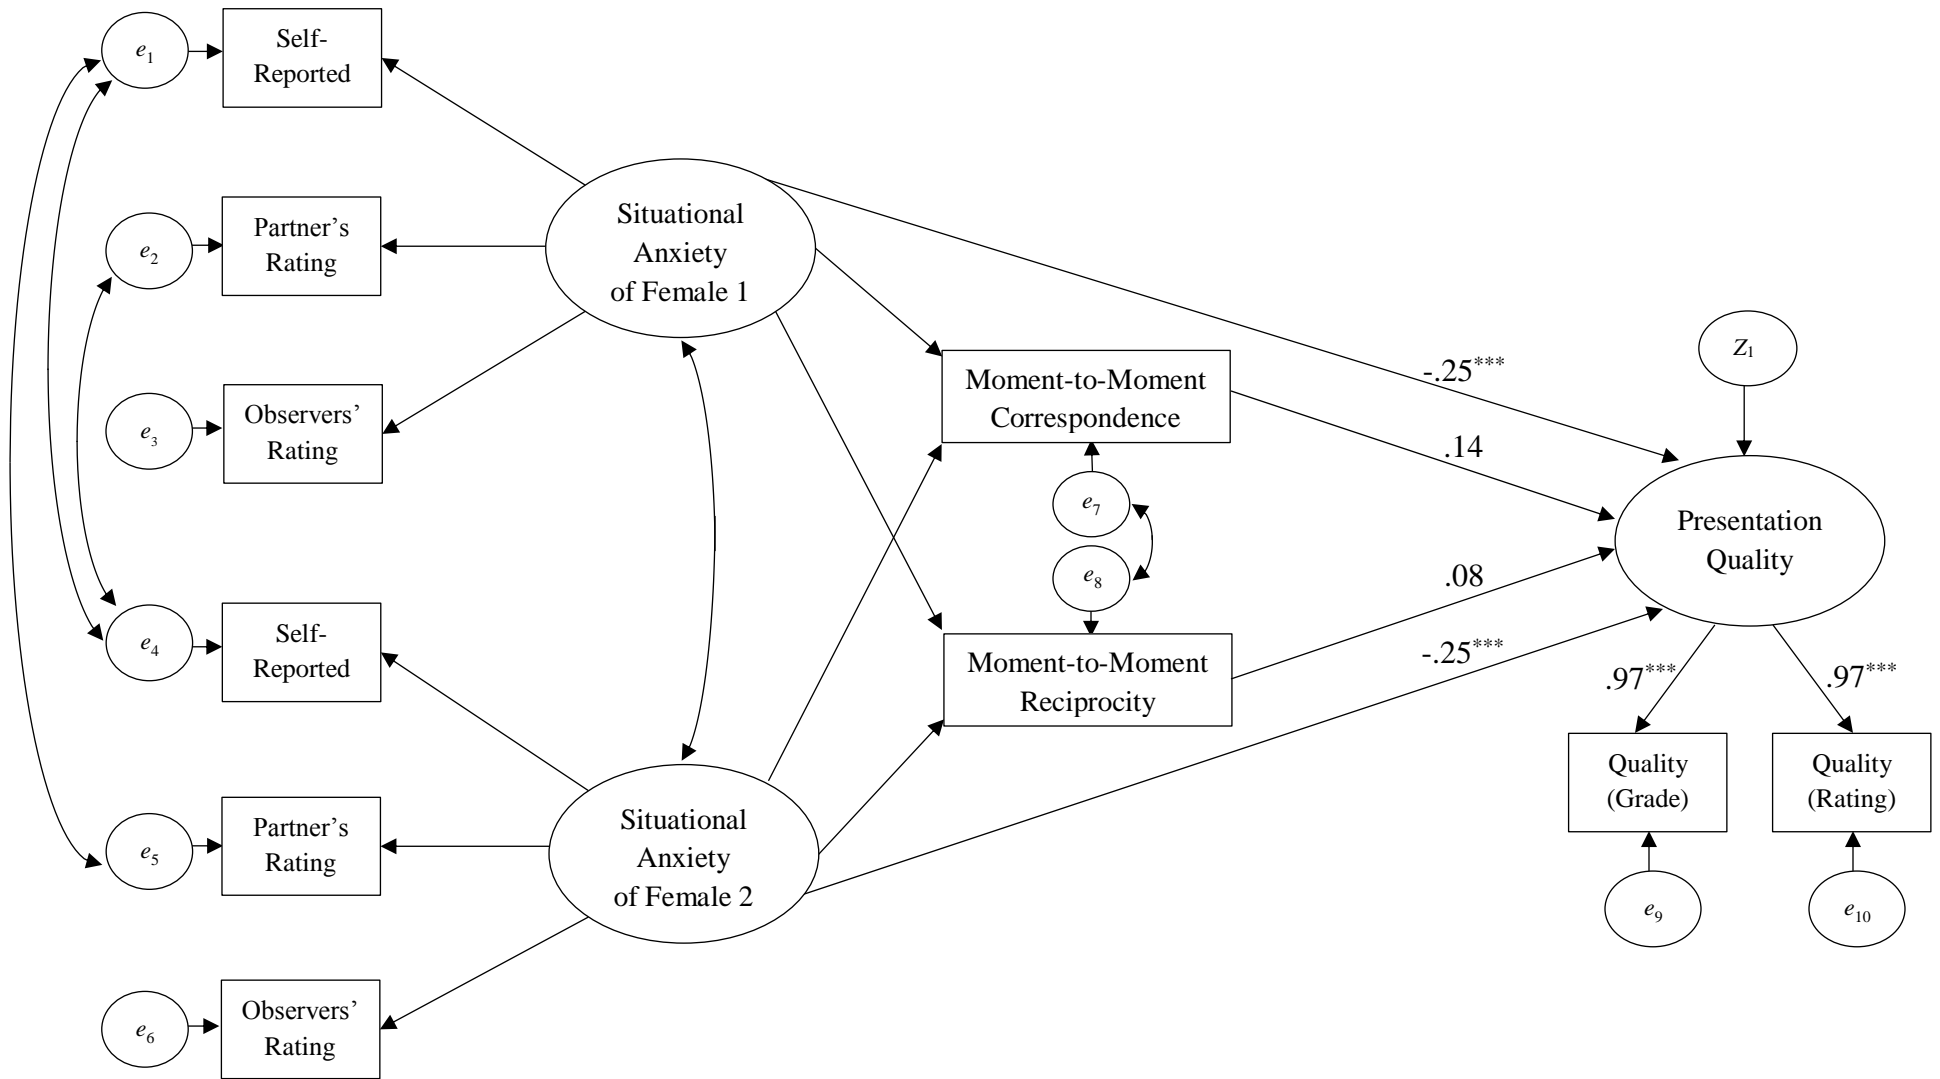 e1
Self-
Reported
e2
Partner’s
Rating
e3
Observers’
Rating
e4
Self-
Reported
e5
Partner’s
Rating
e6
Observers’
Rating
Situational
Anxiety
of Female 1
Situational
Anxiety
of Female 2
Moment-to-Moment
Correspondence
e7
e8
Moment-to-Moment
Reciprocity
-.25***
.14
.08
-.25***
Z1
Presentation
Quality
.97***
.97***
Quality
(Grade)
Quality
(Rating)
e9
e10